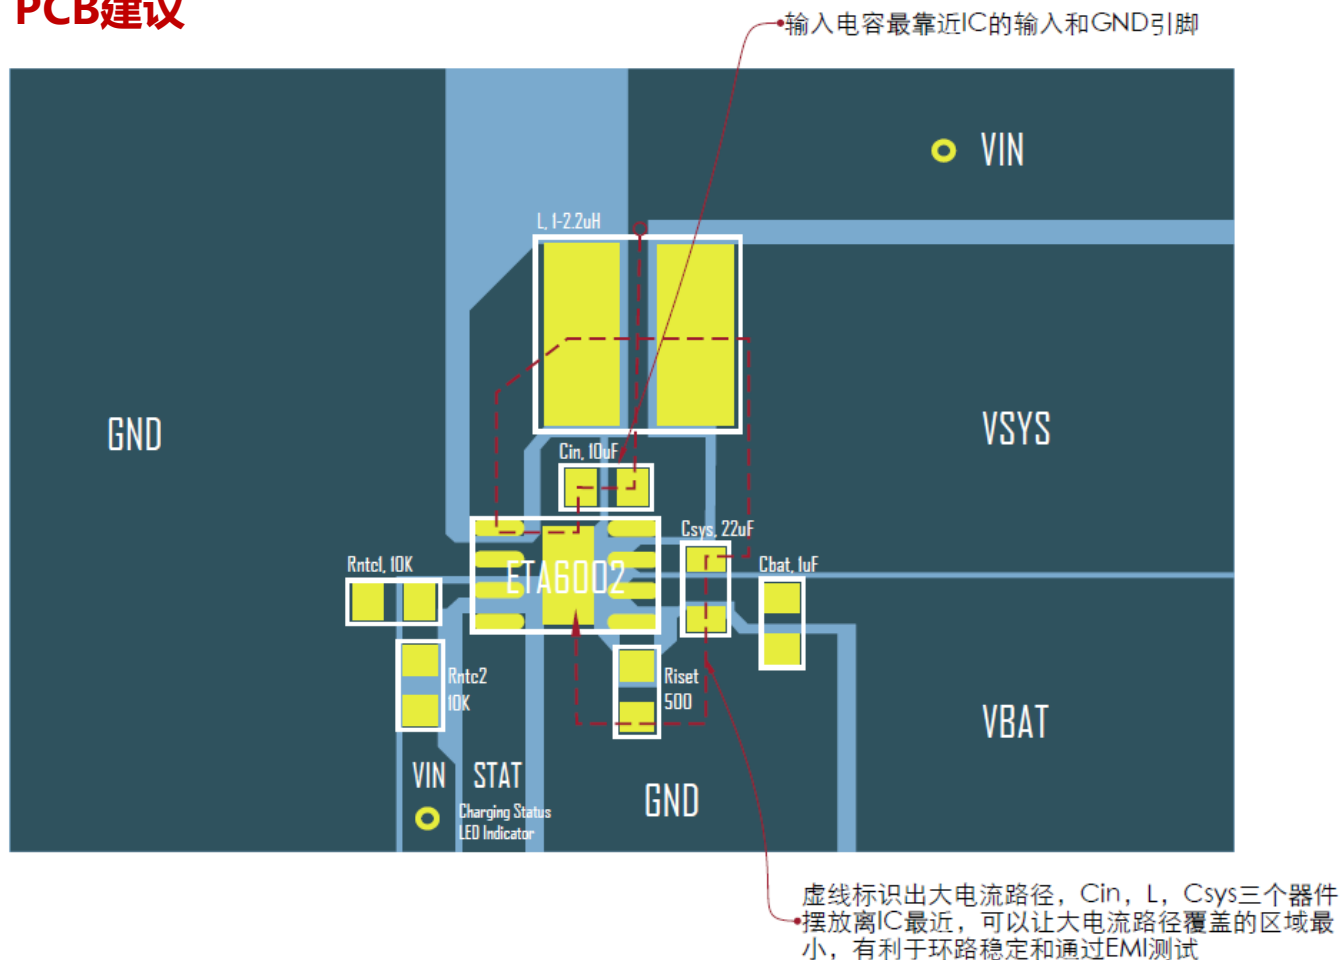 PCB建议
输入电容最靠近IC的输入和GND引脚
VIN
L, 1-2.2uH
GND
VSYS
Cin, 10uF
Csys, 22uF
Rntc1, 10K
ETA6002
Cbat, 1uF
Rntc2
10K
Riset
500
VBAT
VIN
STAT
GND
Charging Status
LED Indicator
虚线标识出大电流路径，Cin，L，Csys三个器件
摆放离IC最近，可以让大电流路径覆盖的区域最
小，有利于环路稳定和通过EMI测试